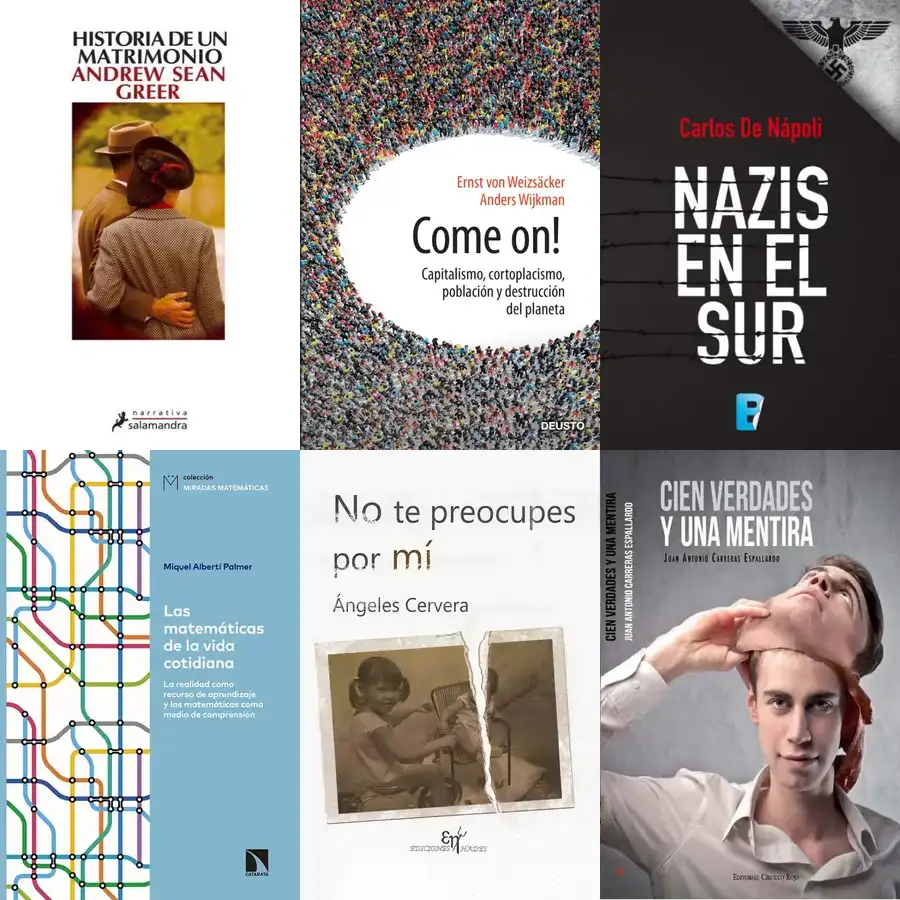 HISTORIA DE UN
MATRIMONIO
ANDREW SEAN
GREER
narrativa
salamandra
Ernst von Weizsäcker
Anders Wijkman
Come on!
Capitalismo, cortoplacismo,
población y destrucción
del planeta
DEUSTO
Carlos De Nápoli
NAZIS
EN EL
SUR
B
colección
MIRADAS MATEMÁTICAS
Miquel Albertí Palmer
Las
matemáticas
de la vida
cotidiana
La realidad como
recurso de aprendizaje
y las matemáticas como
medio de comprensión
CATARATA
No te preocupes
por mí
Ángeles Cervera
EDICIONES HADES
CIEN VERDADES Y UNA MENTIRA
JUAN ANTONIO CARRERAS ESPALLARDO
CIEN VERDADES
Y UNA MENTIRA
JUAN ANTONIO CARRERAS ESPALLARDO
EDITORIAL CÍRCULO ROJO